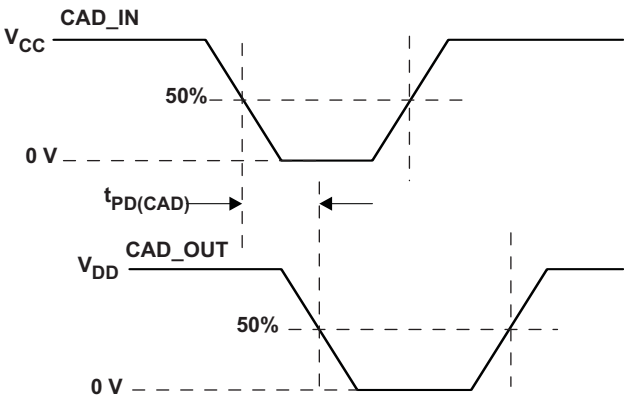 CAD_IN
VCC
50%
0 V
tPD(CAD)
CAD_OUT
VDD
50%
0 V